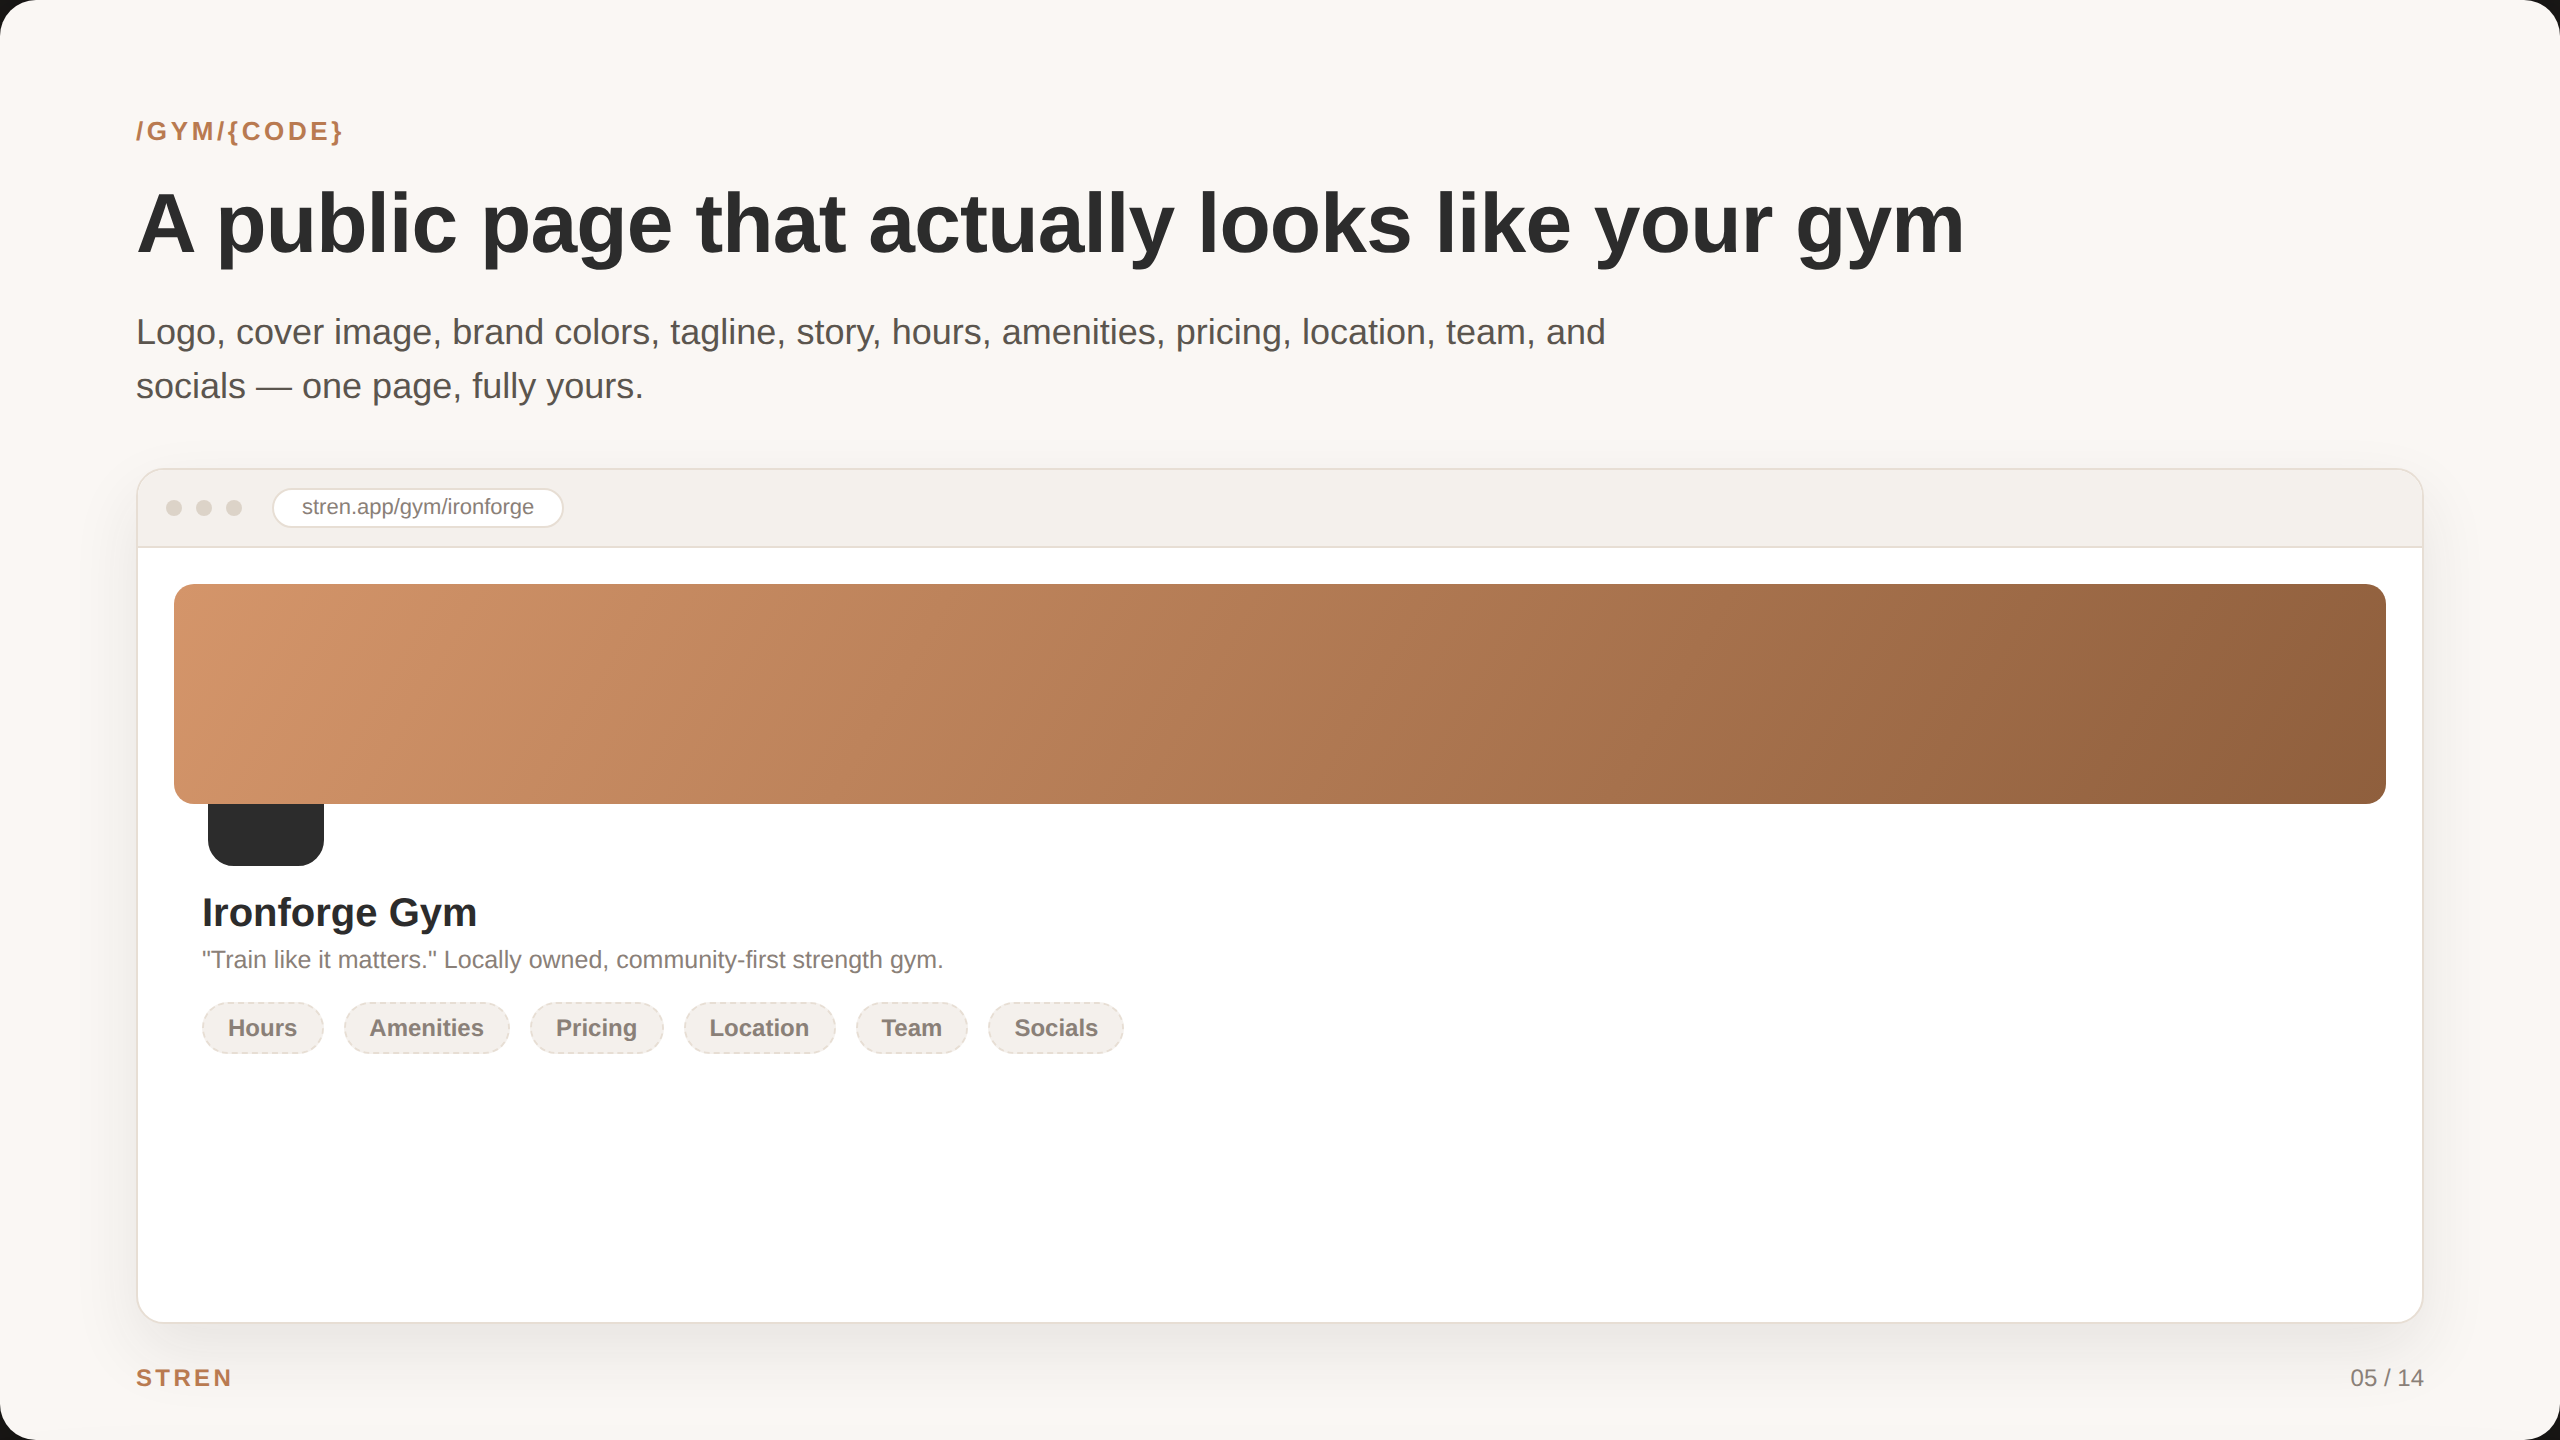 /GYM/{CODE}
A public page that actually looks like your gym
Logo, cover image, brand colors, tagline, story, hours, amenities, pricing, location, team, and
socials — one page, fully yours.
stren.app/gym/ironforge
Ironforge Gym
"Train like it matters." Locally owned, community-first strength gym.
Hours Amenities Pricing Location Team Socials
STREN
05 / 14